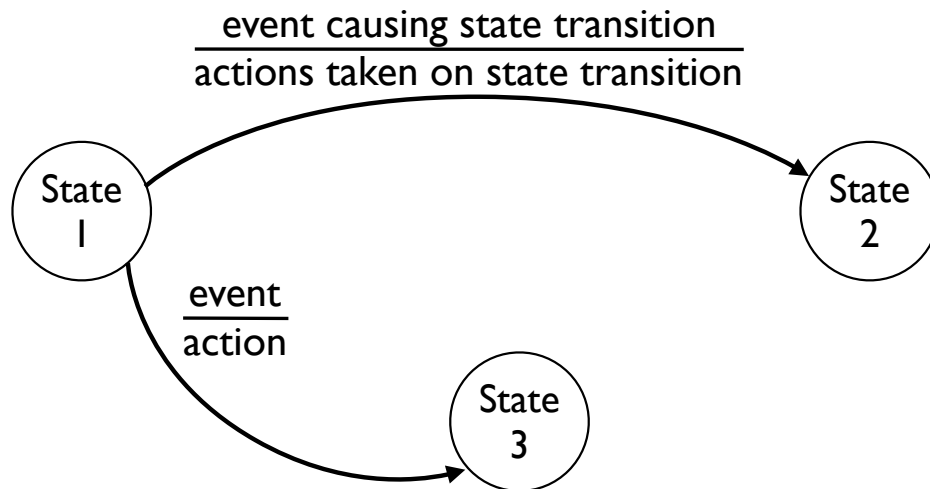 event causing state transition
actions taken on state transition
State
1
State
2
event
action
State
3